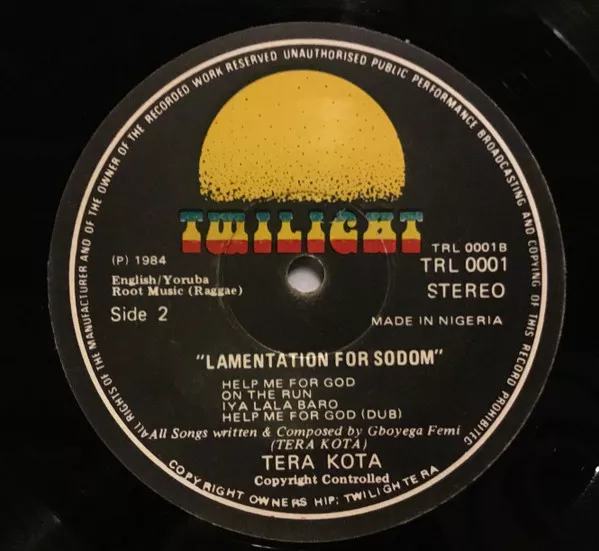 ALL RIGHTS OF THE MANUFACTURER AND OF THE OWNER OF THE RECORDED WORK RESERVED UNAUTHORISED PUBLIC PERFORMANCE BROADCASTING AND COPYING OF THIS RECORD PROHIBITED
TWILIGHT
TRL 0001B
(P) 1984
TRL 0001
English/Yoruba
Root Music (Raggae)
STEREO
Side 2
MADE IN NIGERIA
"LAMENTATION FOR SODOM"
HELP ME FOR GOD
ON THE RUN
IYA LALA BARO
HELP ME FOR GOD (DUB)
All Songs written & Composed by Gboyega Femi
(TERA KOTA)
TERA KOTA
Copyright Controlled
COPYRIGHT OWNERS HIP; TWILIGHTERA